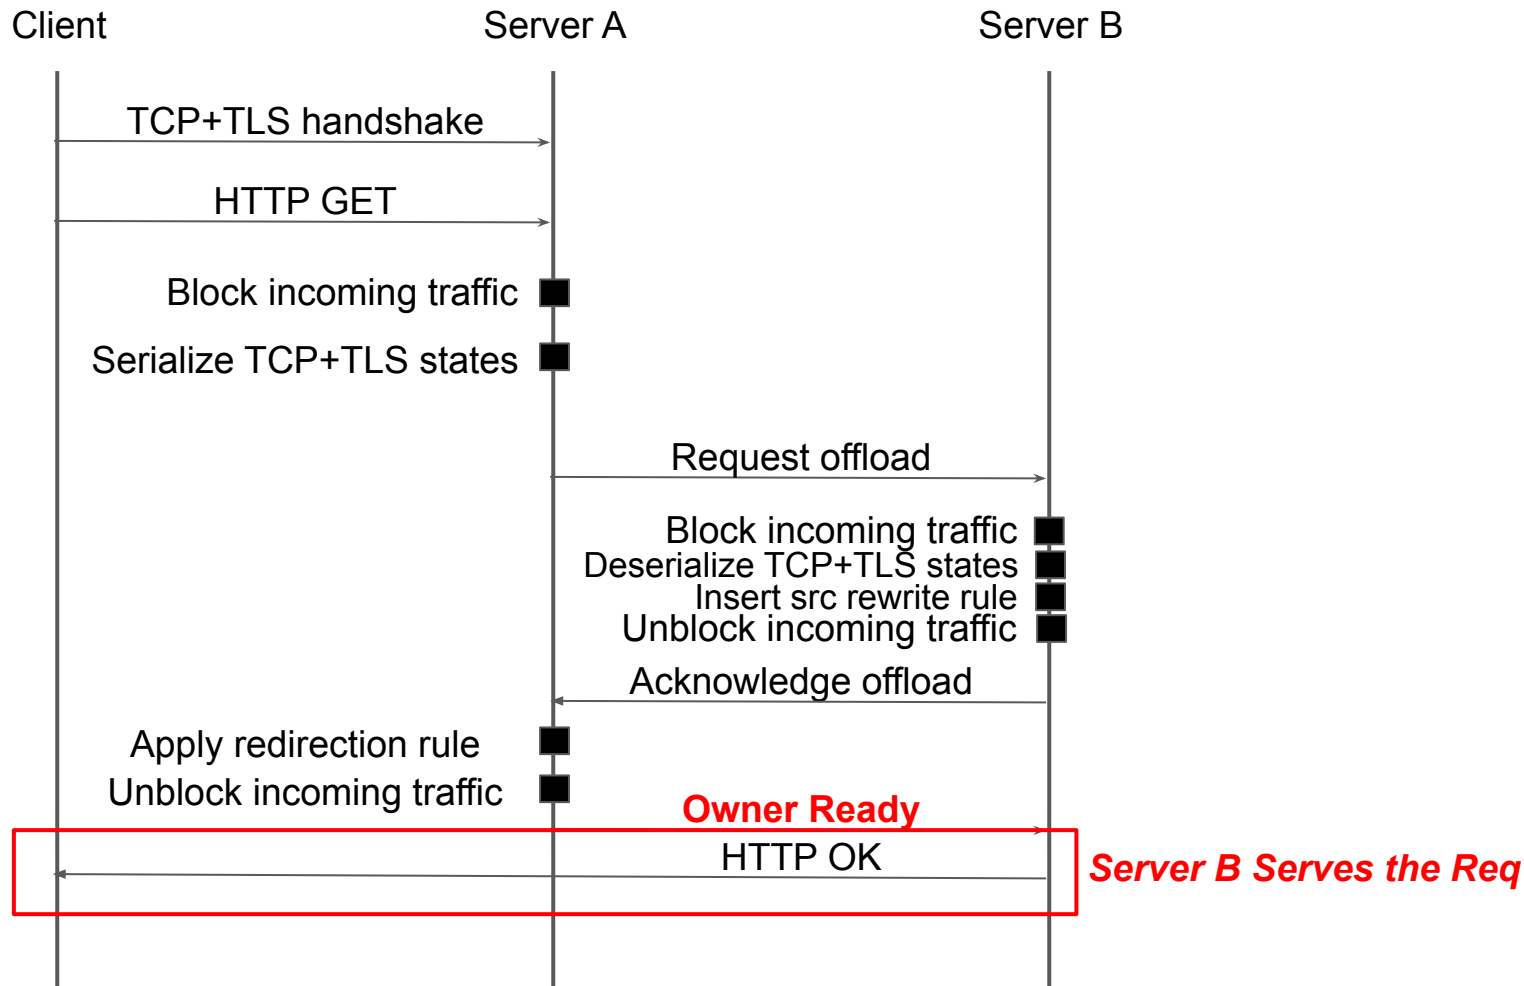 Client
Server A
Server B
TCP+TLS handshake
HTTP GET
Block incoming traffic
Serialize TCP+TLS states
Request offload
Block incoming traffic
Deserialize TCP+TLS states
Insert src rewrite rule
Unblock incoming traffic
Acknowledge offload
Apply redirection rule
Unblock incoming traffic
Owner Ready
HTTP OK
Server B Serves the Req